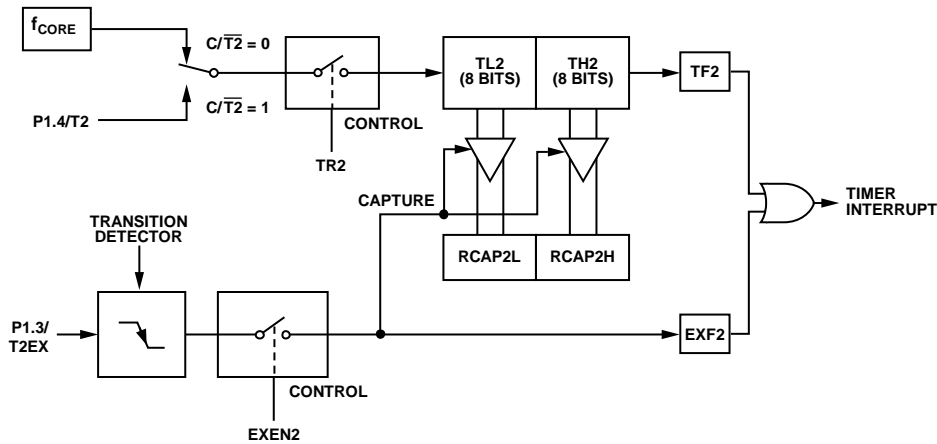 fCORE
C/T2̅ = 0
C/T2̅ = 1
P1.4/T2
CONTROL
TR2
TL2
(8 BITS)
TH2
(8 BITS)
TF2
CAPTURE
TIMER
INTERRUPT
RCAP2L
RCAP2H
TRANSITION
DETECTOR
P1.3/
T2EX
CONTROL
EXEN2
EXF2